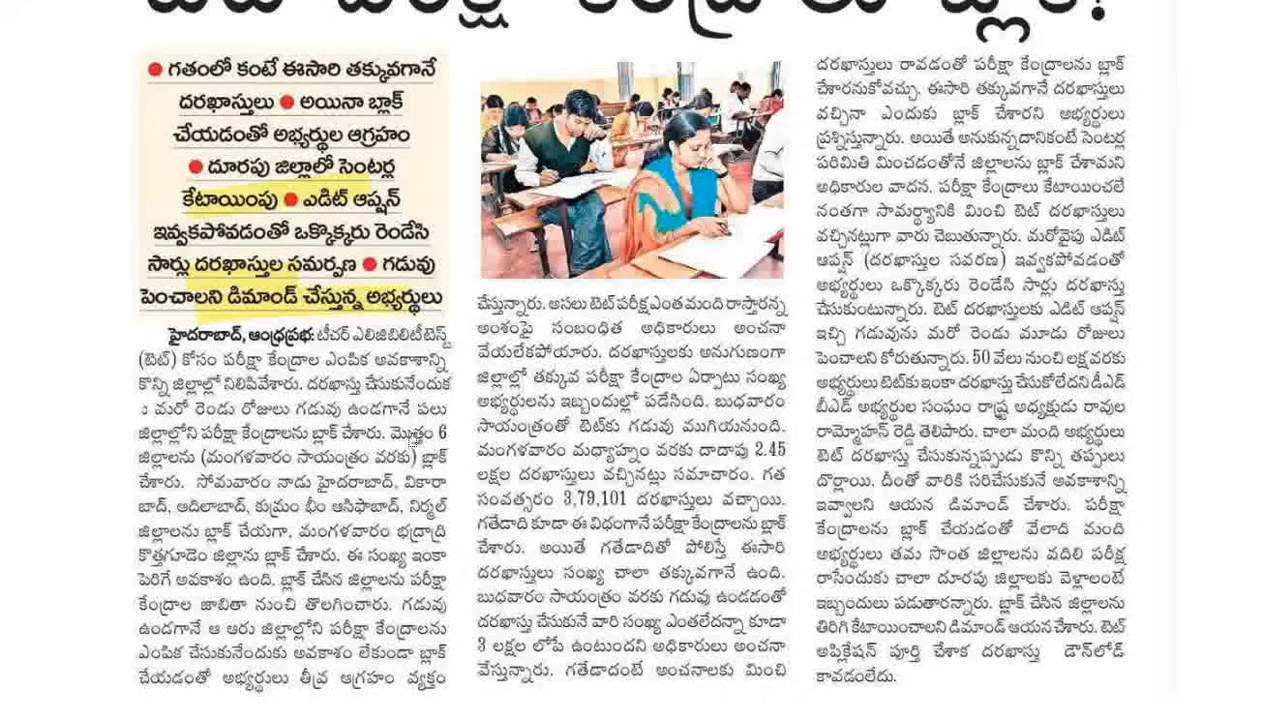 టెట్ పరీక్షా కేంద్రాలు బ్లాక్!
● గతంలో కంటే ఈసారి తక్కువగానే
దరఖాస్తులు ● అయినా బ్లాక్
చేయడంతో అభ్యర్థుల ఆగ్రహం
● దూరపు జిల్లాలో సెంటర్ల
కేటాయింపు ● ఎడిట్ ఆప్షన్
ఇవ్వకపోవడంతో ఒక్కొక్కరు రెండేసి
సార్లు దరఖాస్తుల సమర్పణ ● గడువు
పెంచాలని డిమాండ్ చేస్తున్న అభ్యర్థులు
హైదరాబాద్, ఆంధ్రప్రభ: టీచర్ ఎలిజిబిలిటీ టెస్ట్
(టెట్) కోసం పరీక్షా కేంద్రాల ఎంపిక అవకాశాన్ని
కొన్ని జిల్లాల్లో నిలిపివేశారు. దరఖాస్తు చేసుకునేందుక
ు మరో రెండు రోజులు గడువు ఉండగానే పలు
జిల్లాల్లోని పరీక్షా కేంద్రాలను బ్లాక్ చేశారు. మొత్తం 6
జిల్లాలను (మంగళవారం సాయంత్రం వరకు) బ్లాక్
చేశారు. సోమవారం నాడు హైదరాబాద్, వికారా
బాద్, ఆదిలాబాద్, కుమ్రం భీం ఆసిఫాబాద్, నిర్మల్
జిల్లాలను బ్లాక్ చేయగా, మంగళవారం భద్రాద్రి
కొత్తగూడెం జిల్లాను బ్లాక్ చేశారు. ఈ సంఖ్య ఇంకా
పెరిగే అవకాశం ఉంది. బ్లాక్ చేసిన జిల్లాలను పరీక్షా
కేంద్రాల జాబితా నుంచి తొలగించారు. గడువు
ఉండగానే ఆ ఆరు జిల్లాల్లోని పరీక్షా కేంద్రాలను
ఎంపిక చేసుకునేందుకు అవకాశం లేకుండా బ్లాక్
చేయడంతో అభ్యర్థులు తీవ్ర ఆగ్రహం వ్యక్తం
చేస్తున్నారు. అసలు టెట్ పరీక్ష ఎంత మంది రాస్తారన్న
అంశంపై సంబంధిత అధికారులు అంచనా
వేయలేకపోయారు. దరఖాస్తులకు అనుగుణంగా
జిల్లాల్లో తక్కువ పరీక్షా కేంద్రాల ఏర్పాటు సంఖ్య
అభ్యర్థులను ఇబ్బందుల్లో పడేసింది. బుధవారం
సాయంత్రంతో టెట్‌కు గడువు ముగియనుంది.
మంగళవారం మధ్యాహ్నం వరకు దాదాపు 2.45
లక్షల దరఖాస్తులు వచ్చినట్లు సమాచారం. గత
సంవత్సరం 3,79,101 దరఖాస్తులు వచ్చాయి.
గతేడాది కూడా ఈ విధంగానే పరీక్షా కేంద్రాలను బ్లాక్
చేశారు. అయితే గతేడాదితో పోలిస్తే ఈసారి
దరఖాస్తులు సంఖ్య చాలా తక్కువగానే ఉంది.
బుధవారం సాయంత్రం వరకు గడువు ఉండడంతో
దరఖాస్తు చేసుకునే వారి సంఖ్య ఎంతలేదన్నా కూడా
3 లక్షల లోపే ఉంటుందని అధికారులు అంచనా
వేస్తున్నారు. గతేడాదంటే అంచనాలకు మించి
దరఖాస్తులు రావడంతో పరీక్షా కేంద్రాలను బ్లాక్
చేశారనుకోవచ్చు. ఈసారి తక్కువగానే దరఖాస్తులు
వచ్చినా ఎందుకు బ్లాక్ చేశారని అభ్యర్థులు
ప్రశ్నిస్తున్నారు. అయితే అనుకున్నదానికంటే సెంటర్ల
పరిమితి మించడంతోనే జిల్లాలను బ్లాక్ చేశామని
అధికారుల వాదన. పరీక్షా కేంద్రాలు కేటాయించలే
నంతగా సామర్థ్యానికి మించి టెట్ దరఖాస్తులు
వచ్చినట్లుగా వారు చెబుతున్నారు. మరోవైపు ఎడిట్
ఆప్షన్ (దరఖాస్తుల సవరణ) ఇవ్వకపోవడంతో
అభ్యర్థులు ఒక్కొక్కరు రెండేసి సార్లు దరఖాస్తు
చేసుకుంటున్నారు. టెట్ దరఖాస్తులకు ఎడిట్ ఆప్షన్
ఇచ్చి గడువును మరో రెండు మూడు రోజులు
పెంచాలని కోరుతున్నారు. 50 వేలు నుంచి లక్ష వరకు
అభ్యర్థులు టెట్‌కు ఇంకా దరఖాస్తు చేసుకోలేదని డీఎడ్
బీఎడ్ అభ్యర్థుల సంఘం రాష్ట్ర అధ్యక్షుడు రావుల
రామ్మోహన్ రెడ్డి తెలిపారు. చాలా మంది అభ్యర్థులు
టెట్ దరఖాస్తు చేసుకున్నప్పుడు కొన్ని తప్పులు
దొర్లాయి. దీంతో వారికి సరిచేసుకునే అవకాశాన్ని
ఇవ్వాలని ఆయన డిమాండ్ చేశారు. పరీక్షా
కేంద్రాలను బ్లాక్ చేయడంతో వేలాది మంది
అభ్యర్థులు తమ సొంత జిల్లాలను వదిలి పరీక్ష
రాసేందుకు చాలా దూరపు జిల్లాలకు వెళ్లాలంటే
ఇబ్బందులు పడుతారన్నారు. బ్లాక్ చేసిన జిల్లాలను
తిరిగి కేటాయించాలని డిమాండ్ ఆయన చేశారు. టెట్
అప్లికేషన్ పూర్తి చేశాక దరఖాస్తు డౌన్‌లోడ్
కావడంలేదు.